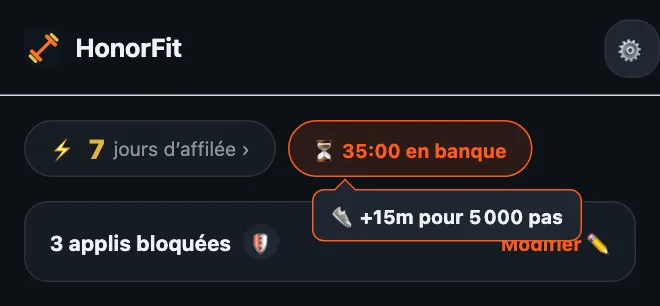 HonorFit
7 jours d’affilée ›
35:00 en banque
+15m pour 5 000 pas
3 applis bloquées
Modifier